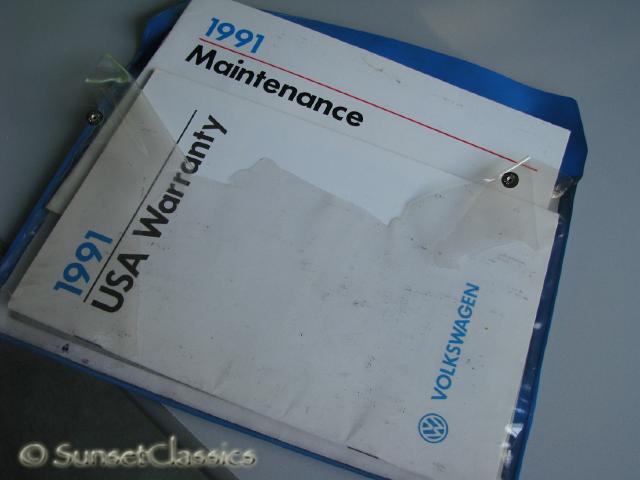 1991
Maintenance
1991
USA Warranty
VOLKSWAGEN
© SunsetClassics